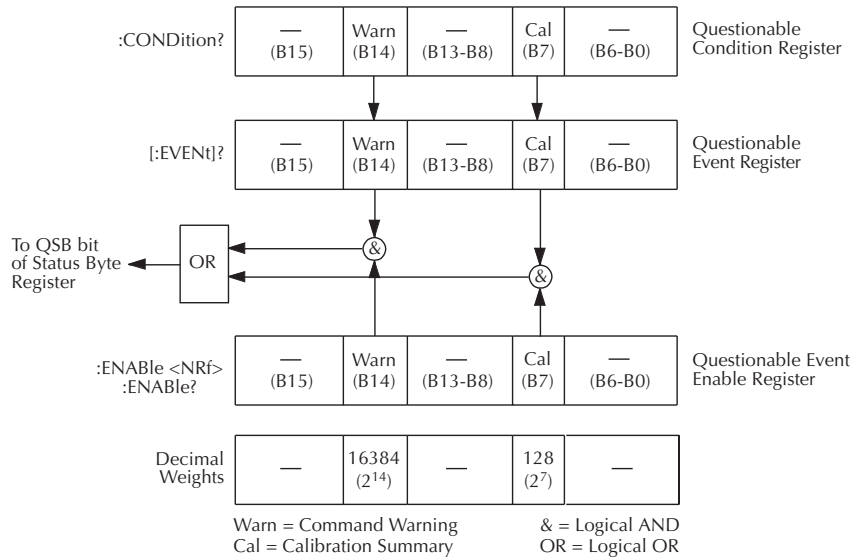 :CONDition?
—
(B15)
Warn
(B14)
—
(B13-B8)
Cal
(B7)
—
(B6-B0)
Questionable
Condition Register
[:EVENt]?
—
(B15)
Warn
(B14)
—
(B13-B8)
Cal
(B7)
—
(B6-B0)
Questionable
Event Register
To QSB bit
of Status Byte
Register
OR
&
&
:ENABle <NRf>
:ENABle?
—
(B15)
Warn
(B14)
—
(B13-B8)
Cal
(B7)
—
(B6-B0)
Questionable Event
Enable Register
Decimal
Weights
—
16384
(2¹⁴)
—
128
(2⁷)
—
Warn = Command Warning
Cal = Calibration Summary
& = Logical AND
OR = Logical OR